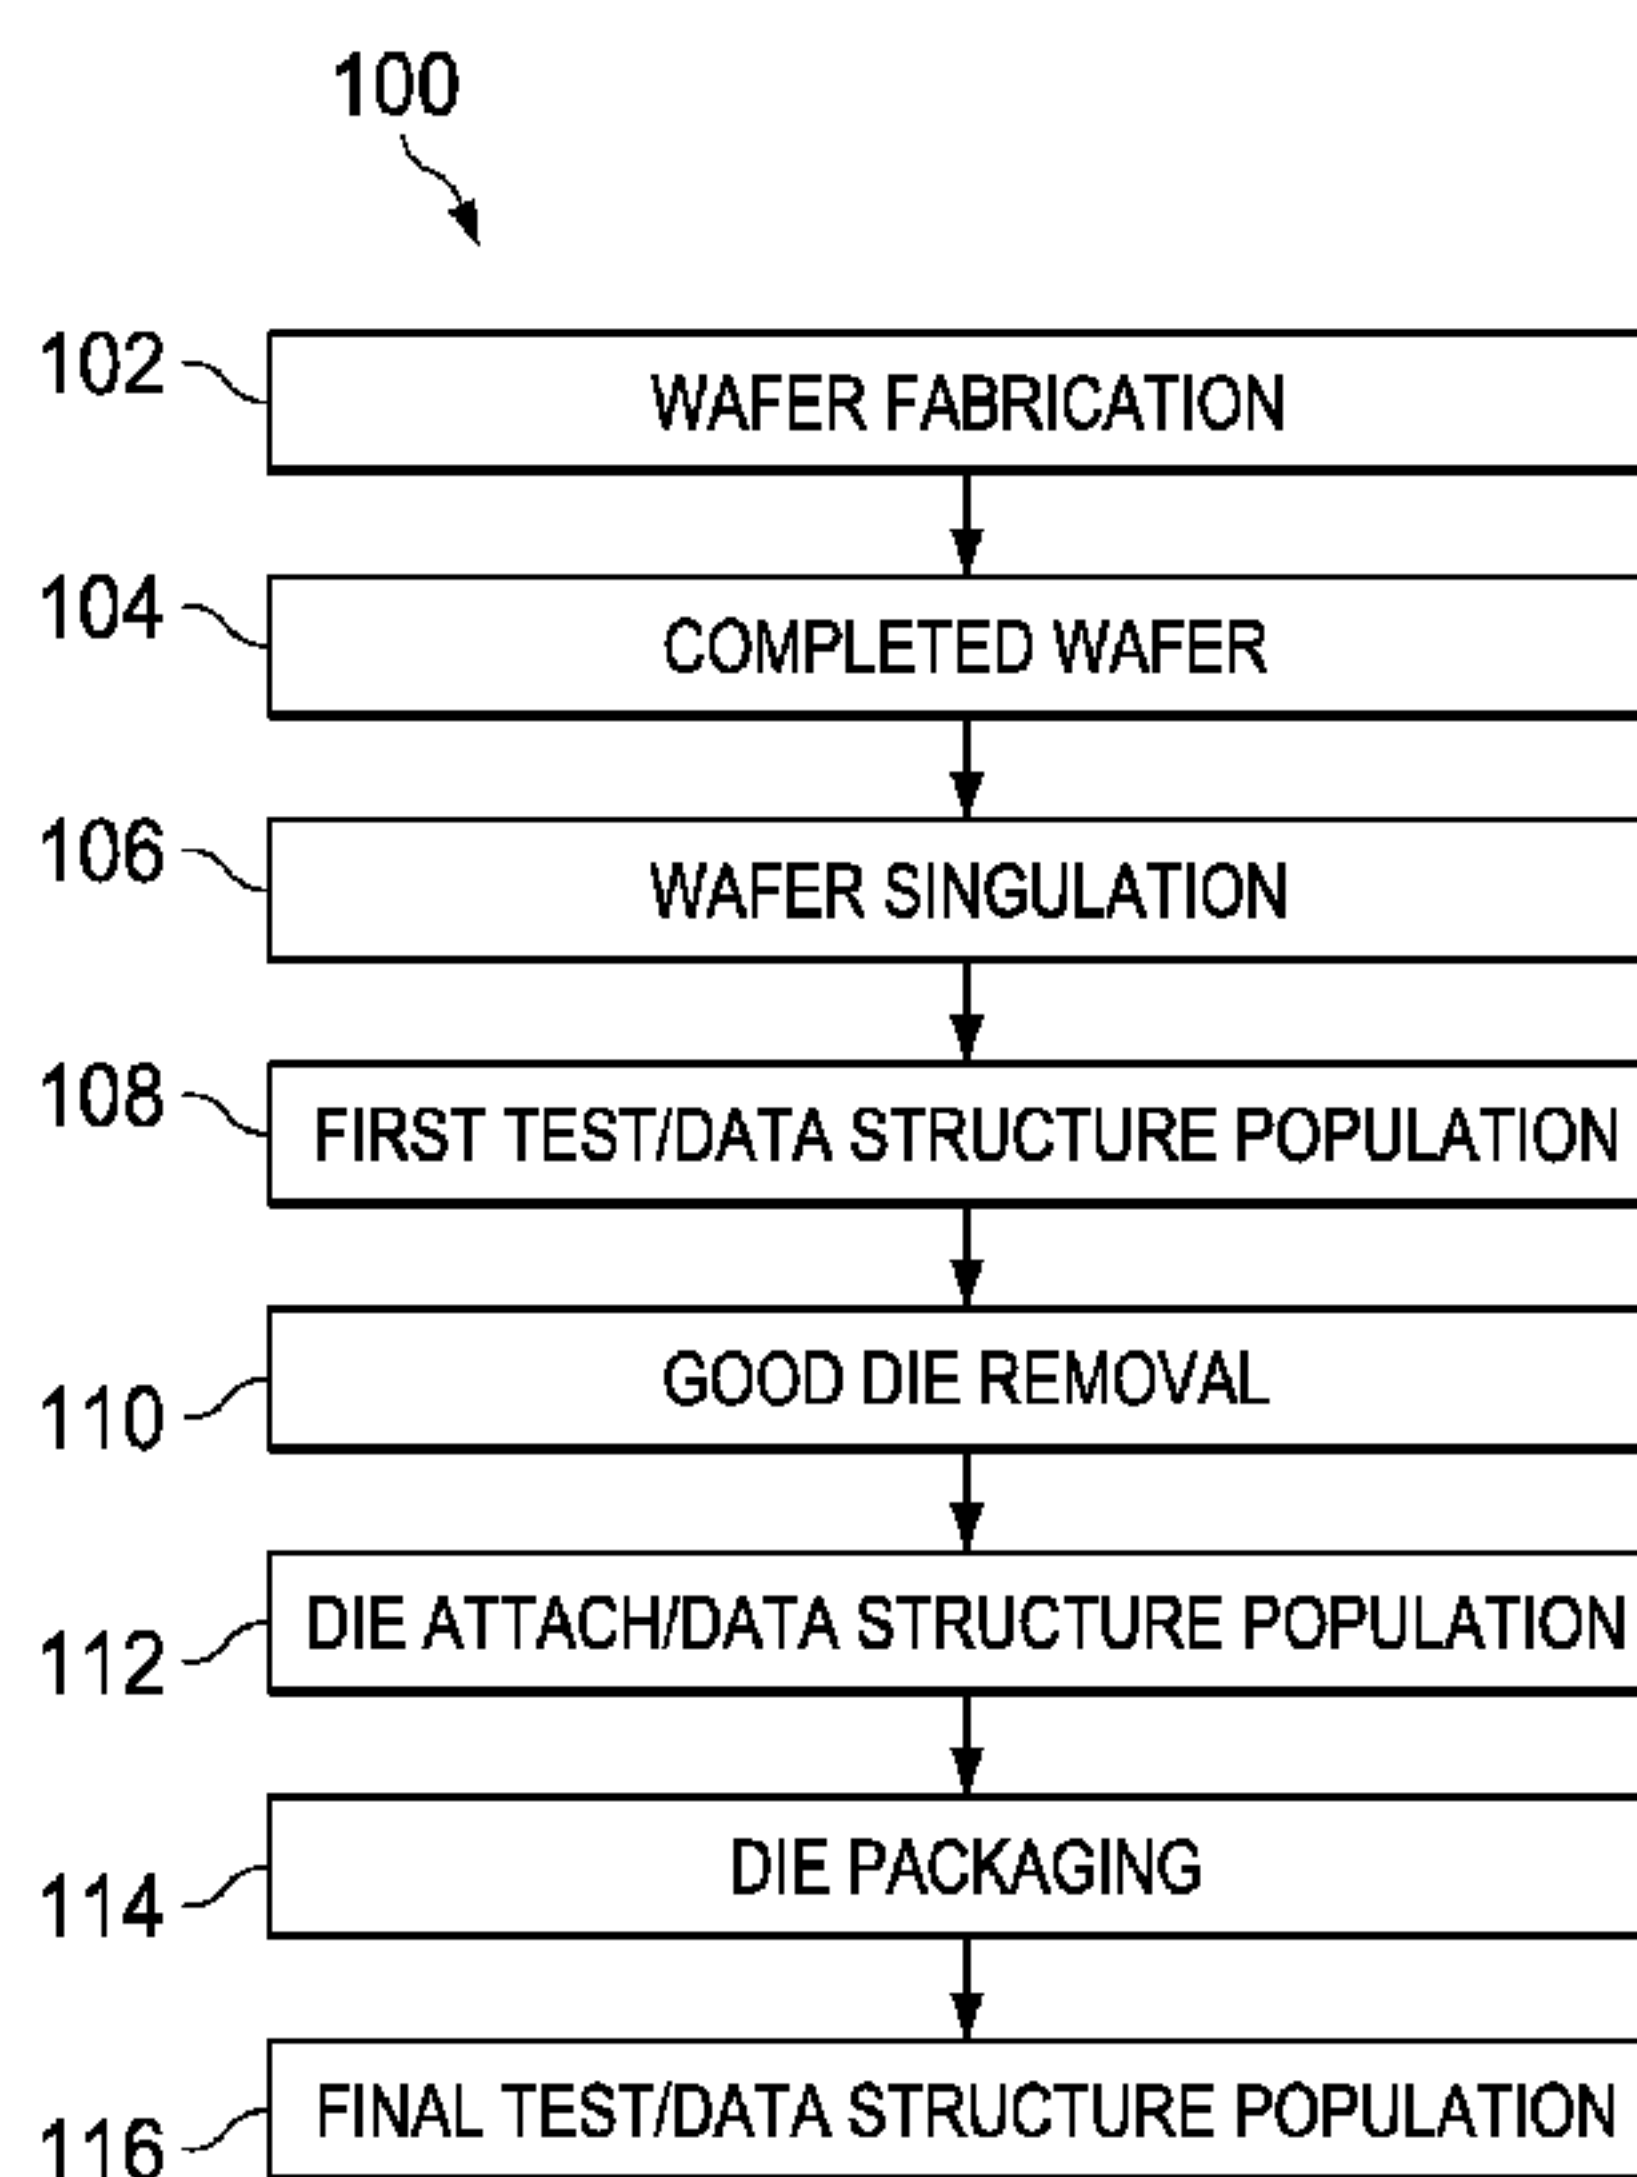 100
102
WAFER FABRICATION
104
COMPLETED WAFER
106
WAFER SINGULATION
108
FIRST TEST/DATA STRUCTURE POPULATION
110
GOOD DIE REMOVAL
112
DIE ATTACH/DATA STRUCTURE POPULATION
114
DIE PACKAGING
116
FINAL TEST/DATA STRUCTURE POPULATION